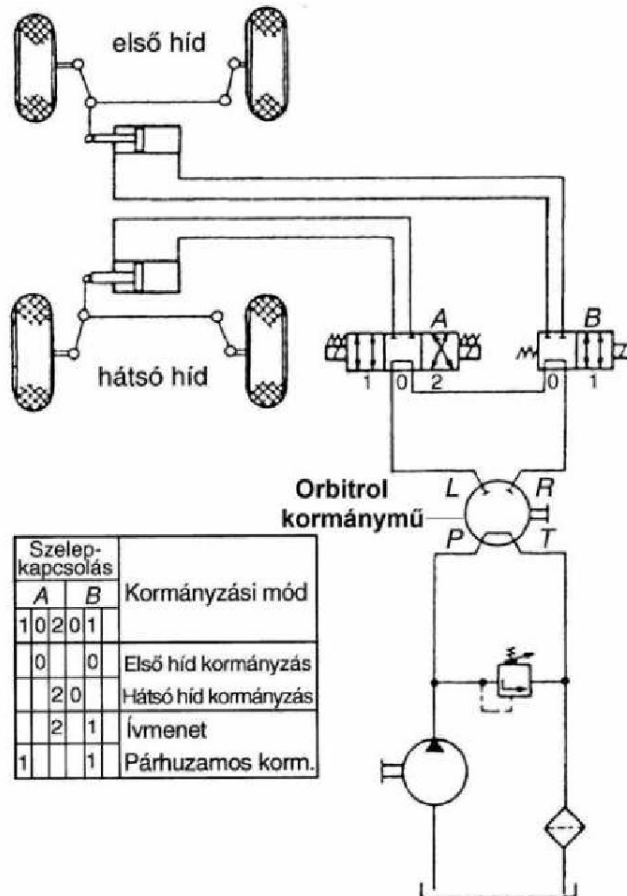 első híd
hátsó híd
A
B
1 0 2
0 1
L
R
Orbitrol
kormánymű
P
T
Szelep-
kapcsolás
A B
Kormányzási mód
1 0 2 0 1
0 0 Első híd kormányzás
2 0 Hátsó híd kormányzás
2 1 Ívmenet
1 1 Párhuzamos korm.